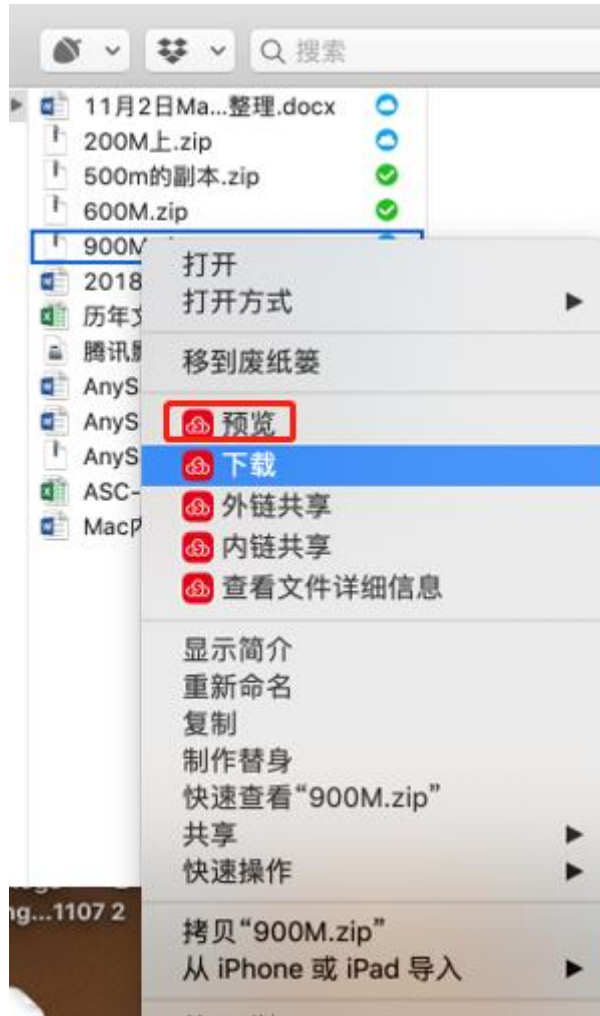 搜索
11月2日Ma...整理.docx
200M上.zip
500m的副本.zip
600M.zip
900M
2018
历年
腾讯
AnyS
AnyS
AnyS
ASC-
Mac
打开
打开方式
移到废纸篓
预览
下载
外链共享
内链共享
查看文件详细信息
显示简介
重新命名
复制
制作替身
快速查看“900M.zip”
共享
快速操作
拷贝“900M.zip”
从 iPhone 或 iPad 导入
ng...1107 2